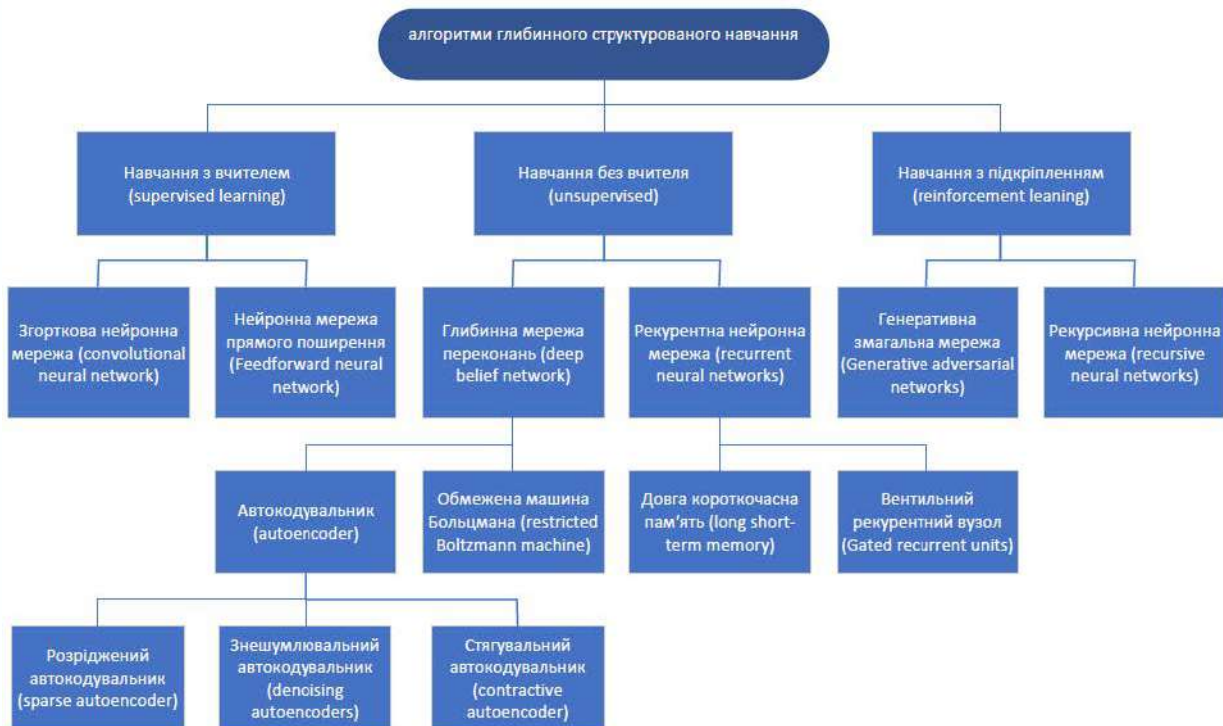 алгоритми глибинного структурованого навчання
Навчання з вчителем
(supervised learning)
Навчання без вчителя
(unsupervised)
Навчання з підкріпленням
(reinforcement leaning)
Згорткова нейронна
мережа (convolutional
neural network)
Нейронна мережа
прямого поширення
(Feedforward neural
network)
Глибинна мережа
переконань (deep
belief network)
Рекурентна нейронна
мережа (recurrent
neural networks)
Генеративна
змагальна мережа
(Generative adversarial
networks)
Рекурсивна нейронна
мережа (recursive
neural networks)
Автокодувальник
(autoencoder)
Обмежена машина
Больцмана (restricted
Boltzmann machine)
Довга короткочасна
пам'ять (long short-
term memory)
Вентильний
рекурентний вузол
(Gated recurrent units)
Розріджений
автокодувальник
(sparse autoencoder)
Знешумлювальний
автокодувальник
(denoising
autoencoders)
Стягувальний
автокодувальник
(contractive
autoencoder)